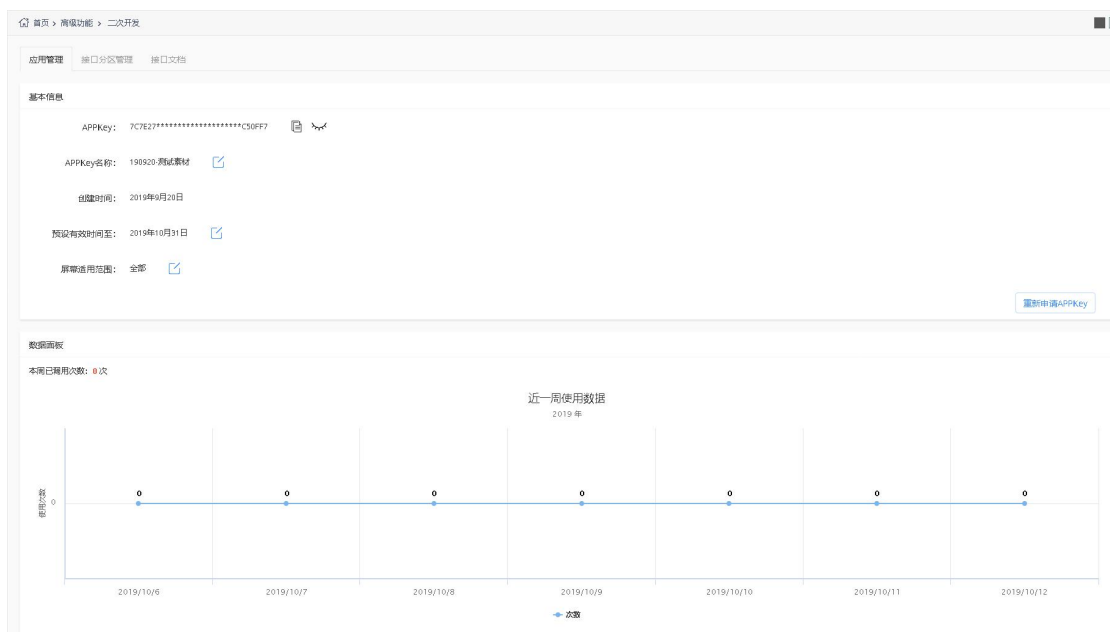 首页 › 高级功能 › 二次开发
应用管理 接口分区管理 接口文档
基本信息
APPKey: 7C7E27********************C50FF7
APPKey名称: 190920-测试素材
创建时间: 2019年9月20日
预设有效时间至: 2019年10月31日
屏幕适用范围: 全部
重新申请APPKey
数据面板
本周已调用次数: 0 次
近一周使用数据
2019 年
使用次数
0
0 0 0 0 0 0 0
2019/10/6 2019/10/7 2019/10/8 2019/10/9 2019/10/10 2019/10/11 2019/10/12
次数